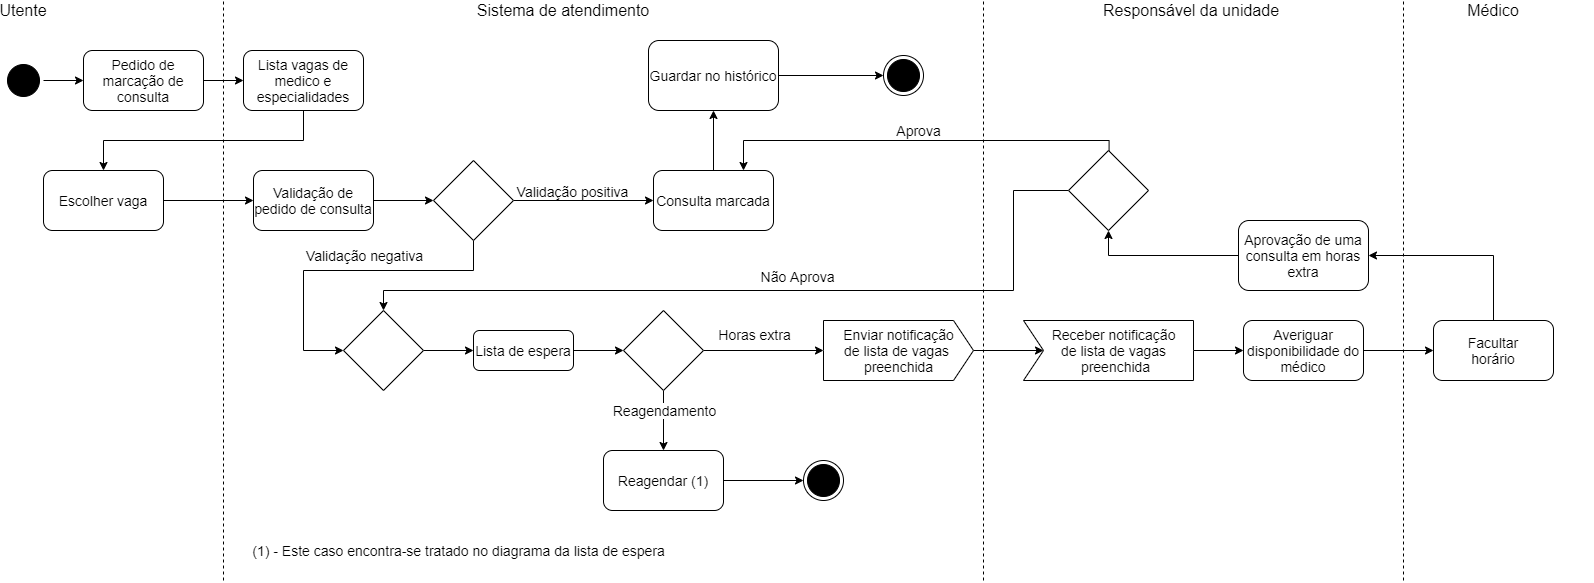 Utente
Sistema de atendimento
Responsável da unidade
Médico
Pedido de
marcação de
consulta
Lista vagas de
medico e
especialidades
Guardar no histórico
Aprova
Escolher vaga
Validação de
pedido de consulta
Validação positiva
Consulta marcada
Validação negativa
Aprovação de uma
consulta em horas
extra
Não Aprova
Lista de espera
Horas extra
Enviar notificação
de lista de vagas
preenchida
Receber notificação
de lista de vagas
preenchida
Averiguar
disponibilidade do
médico
Facultar
horário
Reagendamento
Reagendar (1)
(1) - Este caso encontra-se tratado no diagrama da lista de espera